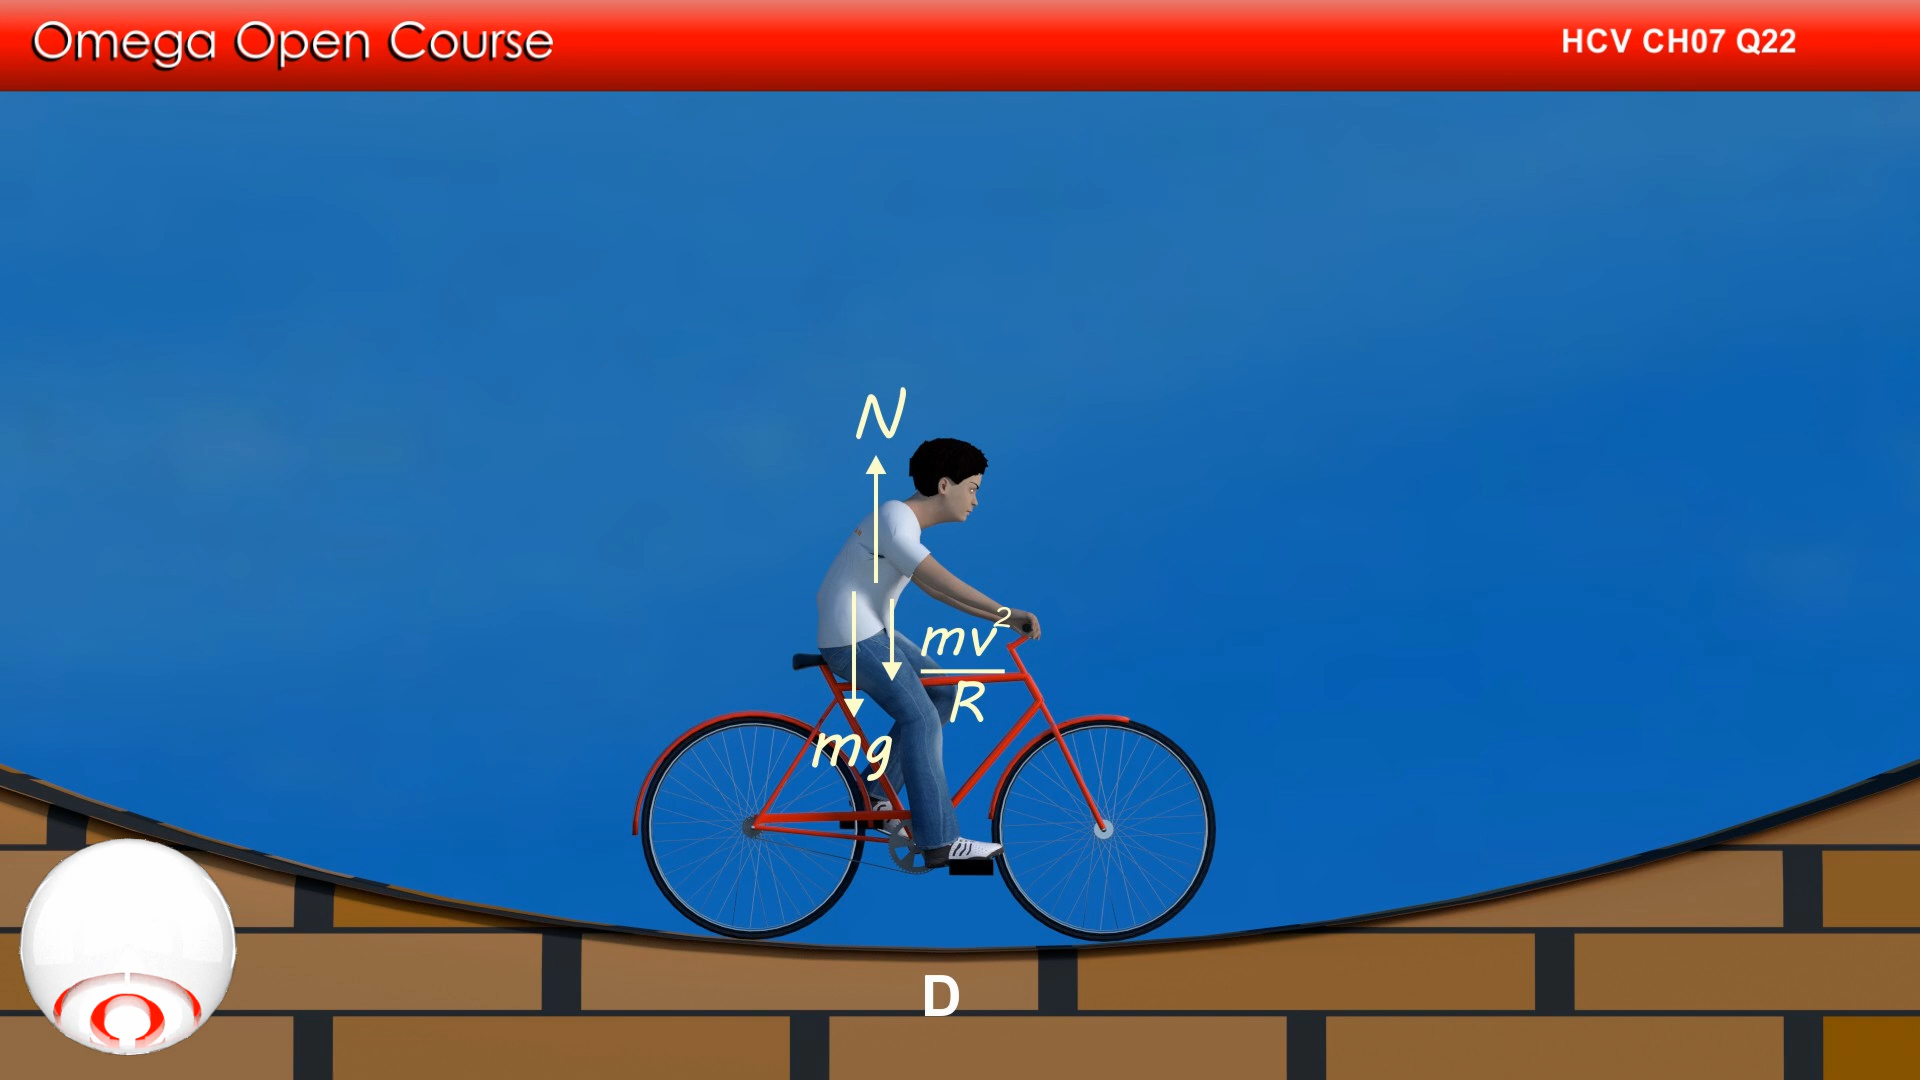 Omega Open Course
HCV CH07 Q22
N
mv²
R
mg
D